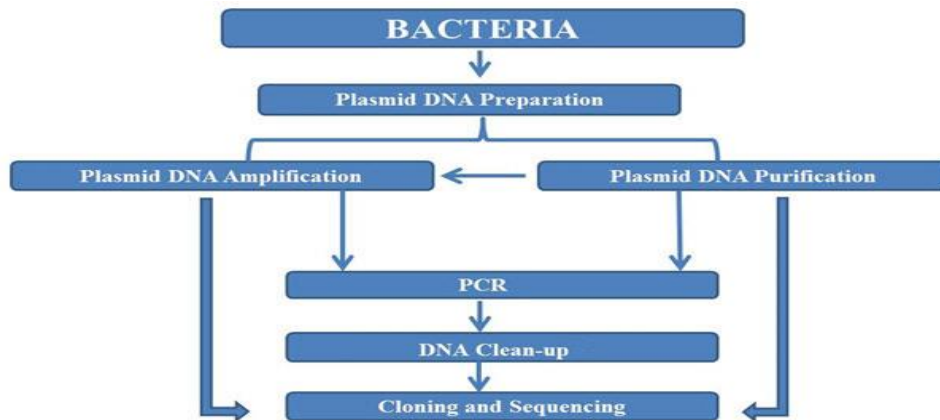 BACTERIA
Plasmid DNA Preparation
Plasmid DNA Amplification
Plasmid DNA Purification
PCR
DNA Clean-up
Cloning and Sequencing